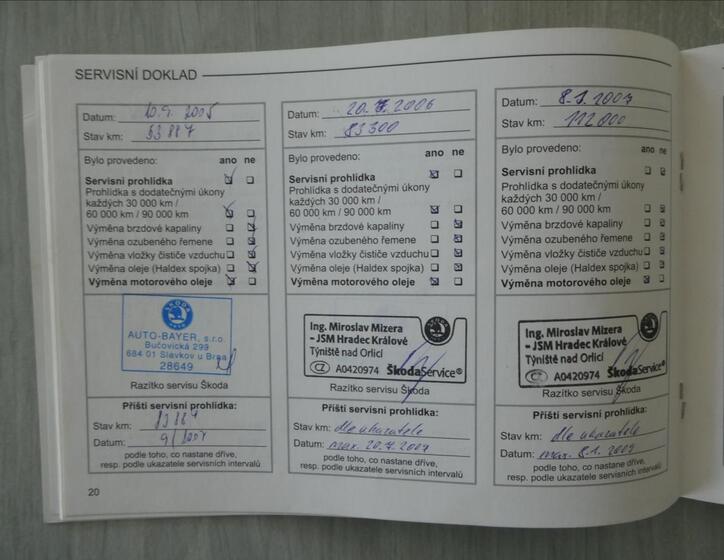 SERVISNÍ DOKLAD
Datum: 10.9. 2005
Stav km: 53 887
Bylo provedeno: ano ne
Servisní prohlídka
Prohlídka s dodatečnými úkony
každých 30 000 km /
60 000 km / 90 000 km
Výměna brzdové kapaliny
Výměna ozubeného řemene
Výměna vložky čističe vzduchu
Výměna oleje (Haldex spojka)
Výměna motorového oleje
ŠKODA
AUTO-BAYER, s.r.o.
Bučovická 299
684 01 Slavkov u Brna
28649
Razítko servisu Škoda
Příští servisní prohlídka:
Stav km: 83 887
Datum: 9/2007
podle toho, co nastane dříve,
resp. podle ukazatele servisních intervalů
Datum: 20. 7. 2006
Stav km: 83 300
Bylo provedeno: ano ne
Servisní prohlídka
Prohlídka s dodatečnými úkony
každých 30 000 km /
60 000 km / 90 000 km
Výměna brzdové kapaliny
Výměna ozubeného řemene
Výměna vložky čističe vzduchu
Výměna oleje (Haldex spojka)
Výměna motorového oleje
Ing. Miroslav Mizera
- JSM Hradec Králové
Týniště nad Orlicí
CZ A0420974 ŠkodaService®
Razítko servisu Škoda
Příští servisní prohlídka:
Stav km: dle ukazatele
Datum: max. 20.7.2009
podle toho, co nastane dříve,
resp. podle ukazatele servisních intervalů
Datum: 8.1. 2007
Stav km: 112 000
Bylo provedeno: ano ne
Servisní prohlídka
Prohlídka s dodatečnými úkony
každých 30 000 km /
60 000 km / 90 000 km
Výměna brzdové kapaliny
Výměna ozubeného řemene
Výměna vložky čističe vzduchu
Výměna oleje (Haldex spojka)
Výměna motorového oleje
Ing. Miroslav Mizera
- JSM Hradec Králové
Týniště nad Orlicí
A0420974 ŠkodaService®
Razítko servisu Škoda
Příští servisní prohlídka:
Stav km: dle ukazatele
Datum: max. 8.1. 2009
podle toho, co nastane dříve,
resp. podle ukazatele servisních intervalů
20